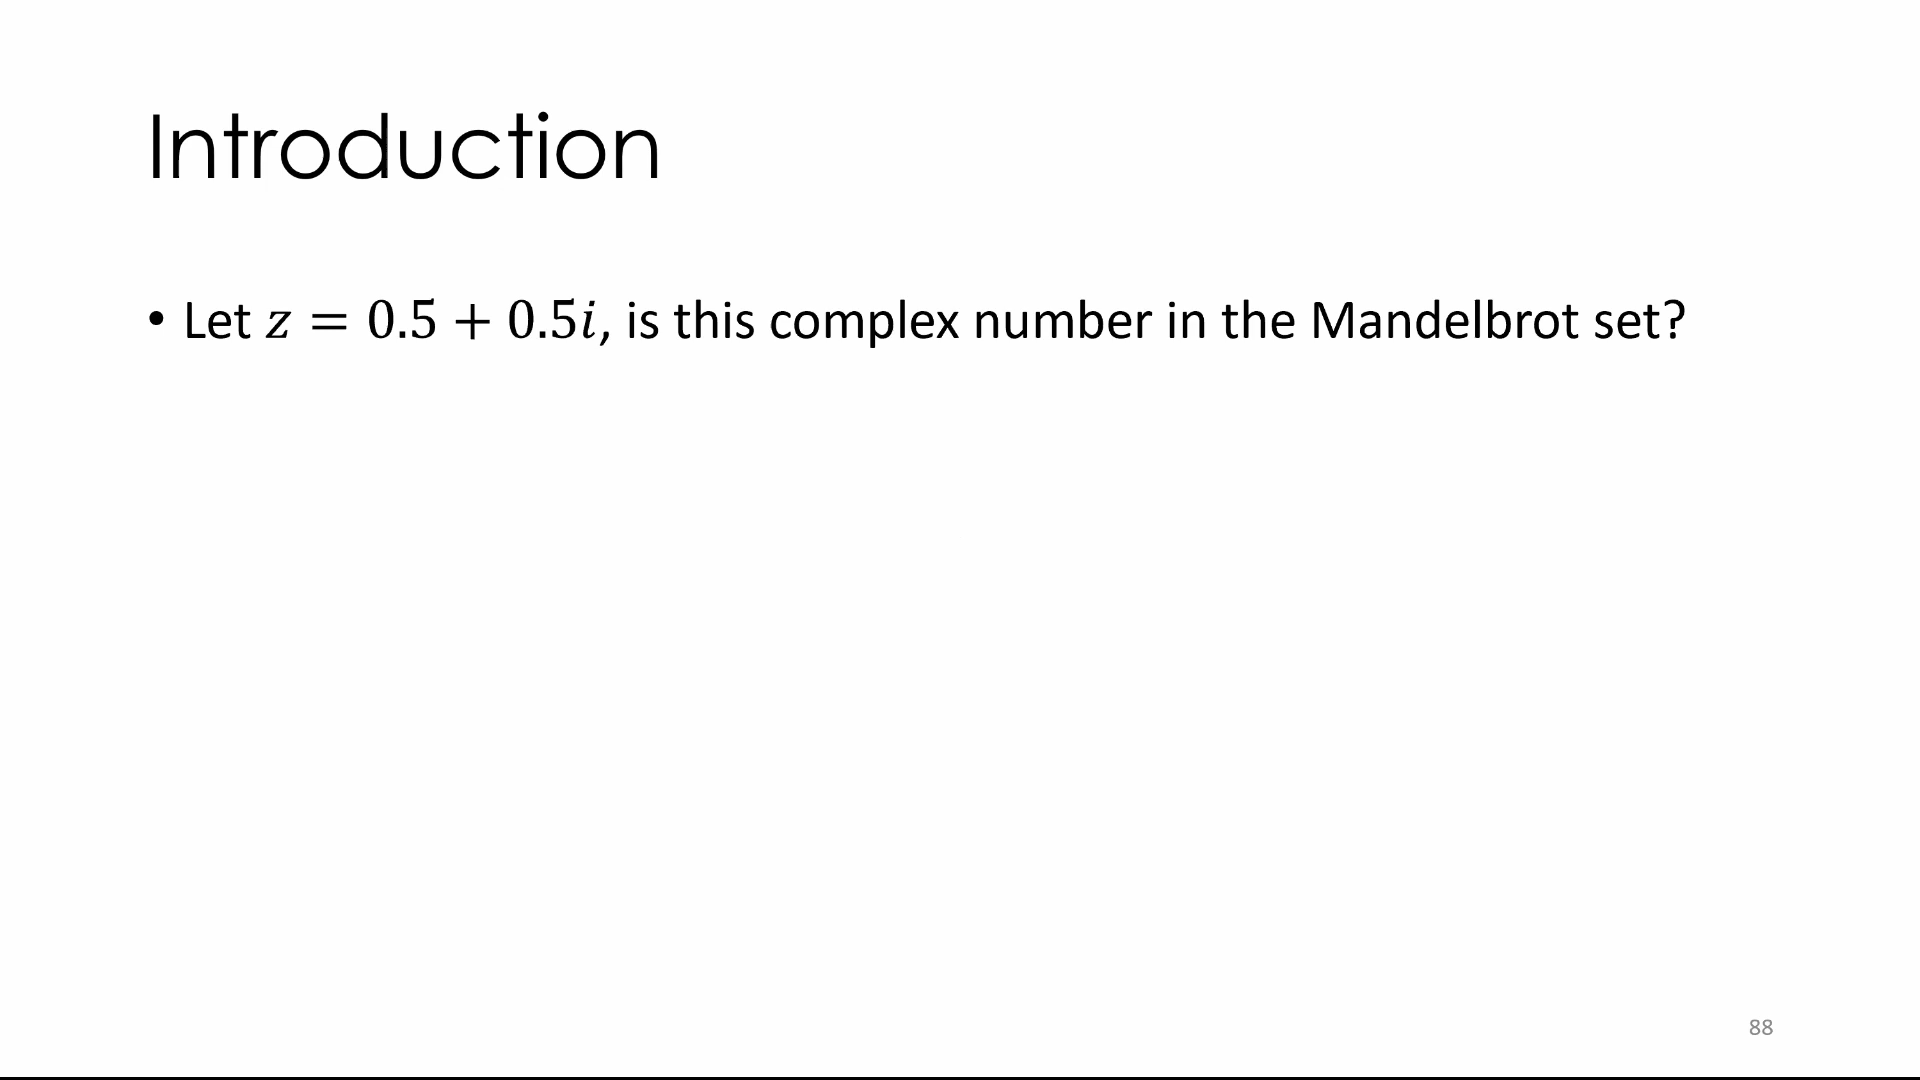 Introduction
• Let 𝑧 = 0.5 + 0.5𝑖, is this complex number in the Mandelbrot set?
88